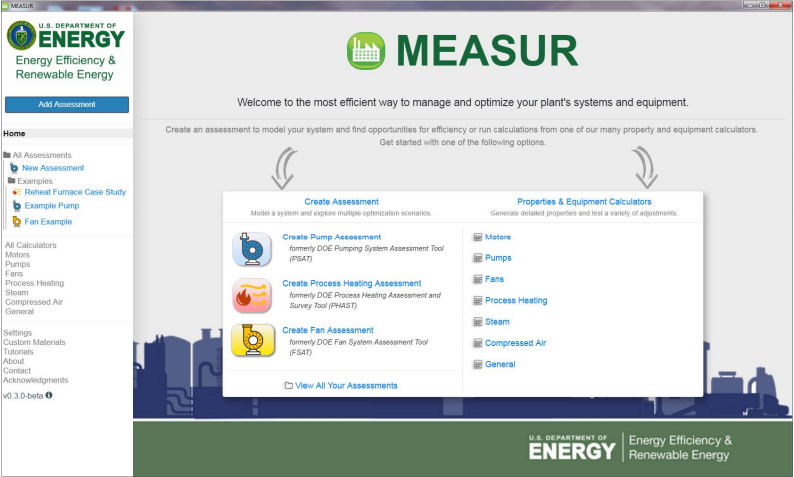 MEASUR
U.S. DEPARTMENT OF
ENERGY
Energy Efficiency &
Renewable Energy
Add Assessment
Home
All Assessments
New Assessment
Examples
Reheat Furnace Case Study
Example Pump
Fan Example
All Calculators
Motors
Pumps
Fans
Process Heating
Steam
Compressed Air
General
Settings
Custom Materials
Tutorials
About
Contact
Acknowledgments
v0.3.0-beta
MEASUR
Welcome to the most efficient way to manage and optimize your plant's systems and equipment.
Create an assessment to model your system and find opportunities for efficiency or run calculations from one of our many property and equipment calculators.
Get started with one of the following options.
Create Assessment
Model a system and explore multiple optimization scenarios.
Create Pump Assessment
formerly DOE Pumping System Assessment Tool
(PSAT)
Create Process Heating Assessment
formerly DOE Process Heating Assessment and
Survey Tool (PHAST)
Create Fan Assessment
formerly DOE Fan System Assessment Tool
(FSAT)
View All Your Assessments
Properties & Equipment Calculators
Generate detailed properties and test a variety of adjustments.
Motors
Pumps
Fans
Process Heating
Steam
Compressed Air
General
U.S. DEPARTMENT OF
ENERGY
Energy Efficiency &
Renewable Energy